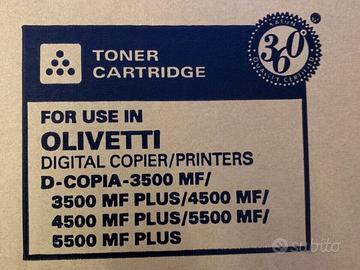 TONER
CARTRIDGE
360°
FOR USE IN
OLIVETTI
DIGITAL COPIER/PRINTERS
D-COPIA-3500 MF/
3500 MF PLUS/4500 MF/
4500 MF PLUS/5500 MF/
5500 MF PLUS
subito